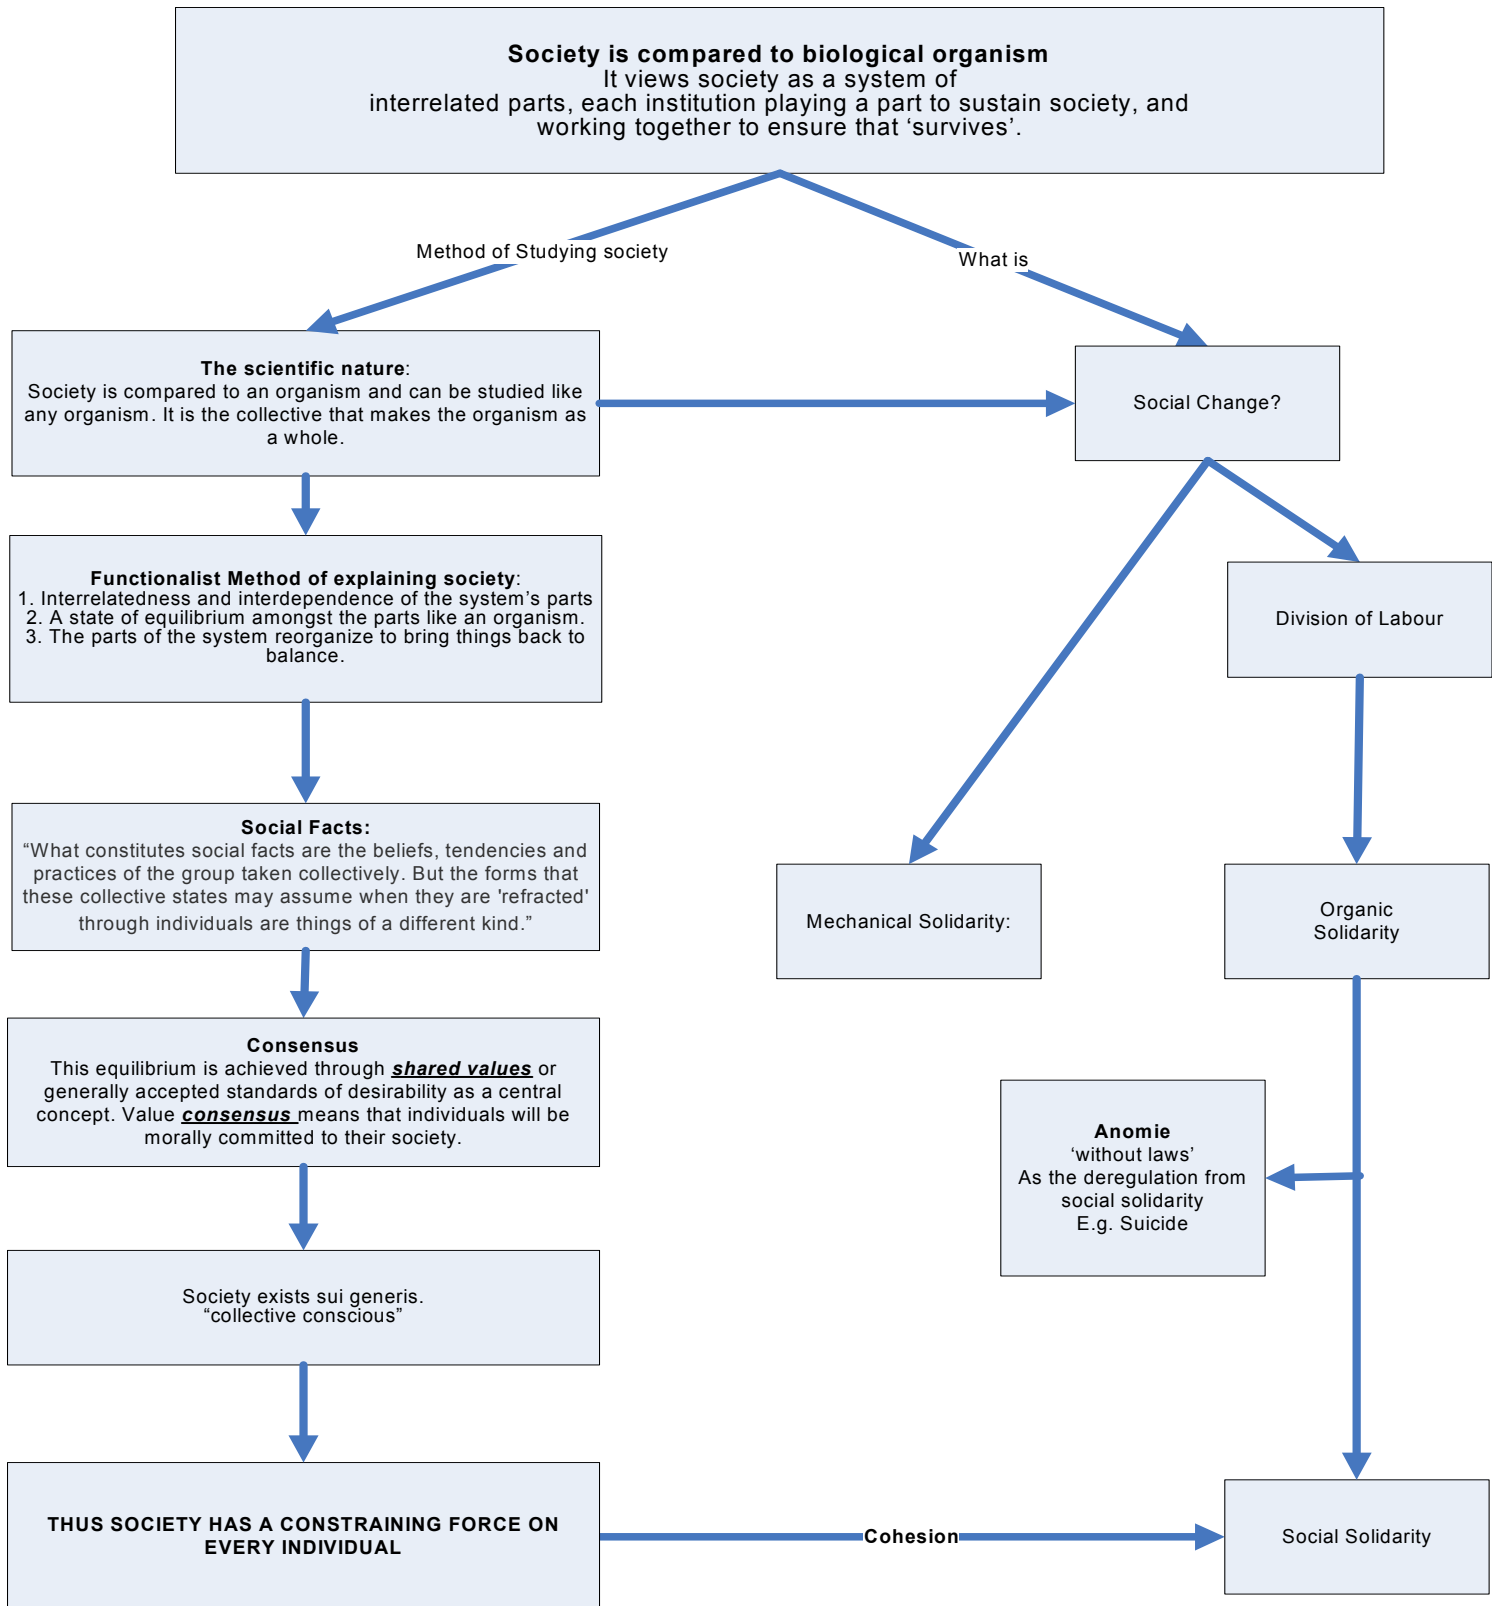 Society is compared to biological organism
It views society as a system of
interrelated parts, each institution playing a part to sustain society, and
working together to ensure that ‘survives’.
Method of Studying society
What is
The scientific nature:
Society is compared to an organism and can be studied like
any organism. It is the collective that makes the organism as
a whole.
Social Change?
Functionalist Method of explaining society:
1. Interrelatedness and interdependence of the system’s parts
2. A state of equilibrium amongst the parts like an organism.
3. The parts of the system reorganize to bring things back to
balance.
Division of Labour
Social Facts:
“What constitutes social facts are the beliefs, tendencies and
practices of the group taken collectively. But the forms that
these collective states may assume when they are 'refracted'
through individuals are things of a different kind.”
Mechanical Solidarity:
Organic
Solidarity
Consensus
This equilibrium is achieved through shared values or
generally accepted standards of desirability as a central
concept. Value consensus means that individuals will be
morally committed to their society.
Anomie
‘without laws’
As the deregulation from
social solidarity
E.g. Suicide
Society exists sui generis.
“collective conscious”
THUS SOCIETY HAS A CONSTRAINING FORCE ON
EVERY INDIVIDUAL
Cohesion
Social Solidarity